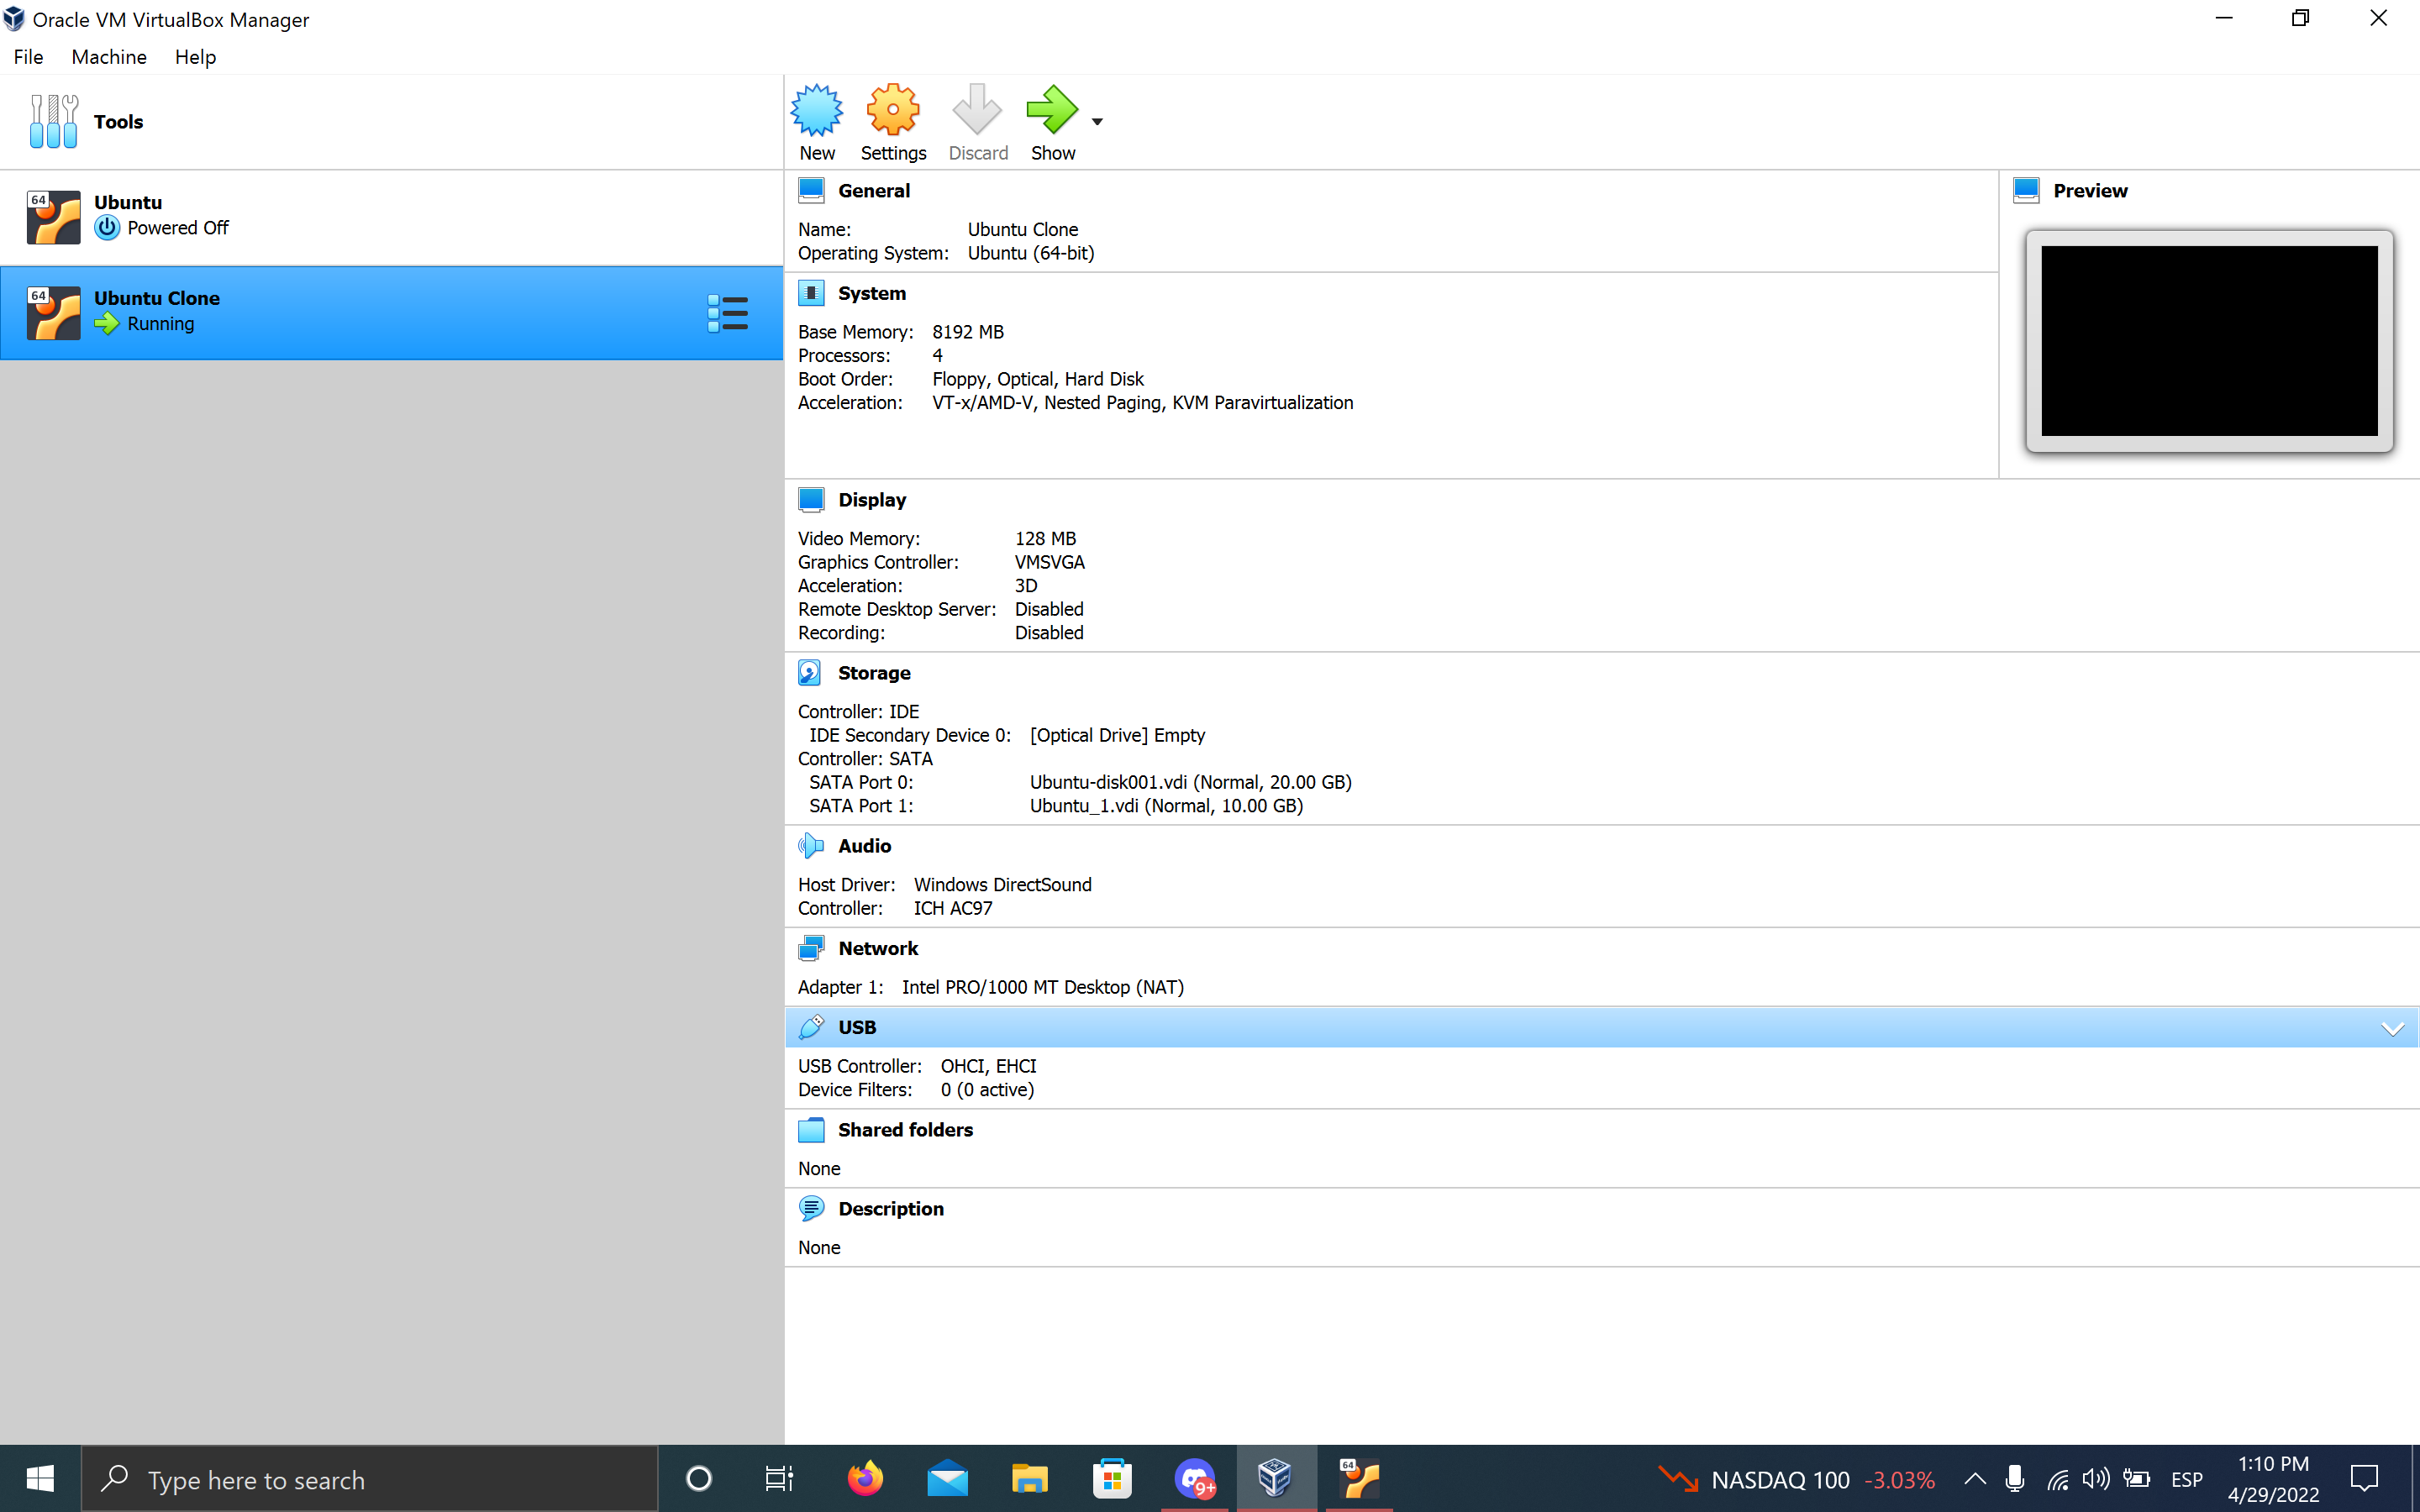 Oracle VM VirtualBox Manager
File Machine Help
Tools
New Settings Discard Show
64 Ubuntu
Powered Off
64 Ubuntu Clone
Running
General
Name: Ubuntu Clone
Operating System: Ubuntu (64-bit)
Preview
System
Base Memory: 8192 MB
Processors: 4
Boot Order: Floppy, Optical, Hard Disk
Acceleration: VT-x/AMD-V, Nested Paging, KVM Paravirtualization
Display
Video Memory: 128 MB
Graphics Controller: VMSVGA
Acceleration: 3D
Remote Desktop Server: Disabled
Recording: Disabled
Storage
Controller: IDE
IDE Secondary Device 0: [Optical Drive] Empty
Controller: SATA
SATA Port 0: Ubuntu-disk001.vdi (Normal, 20.00 GB)
SATA Port 1: Ubuntu_1.vdi (Normal, 10.00 GB)
Audio
Host Driver: Windows DirectSound
Controller: ICH AC97
Network
Adapter 1: Intel PRO/1000 MT Desktop (NAT)
USB
USB Controller: OHCI, EHCI
Device Filters: 0 (0 active)
Shared folders
None
Description
None
Type here to search
9+
64
NASDAQ 100 -3.03%
ESP
1:10 PM
4/29/2022